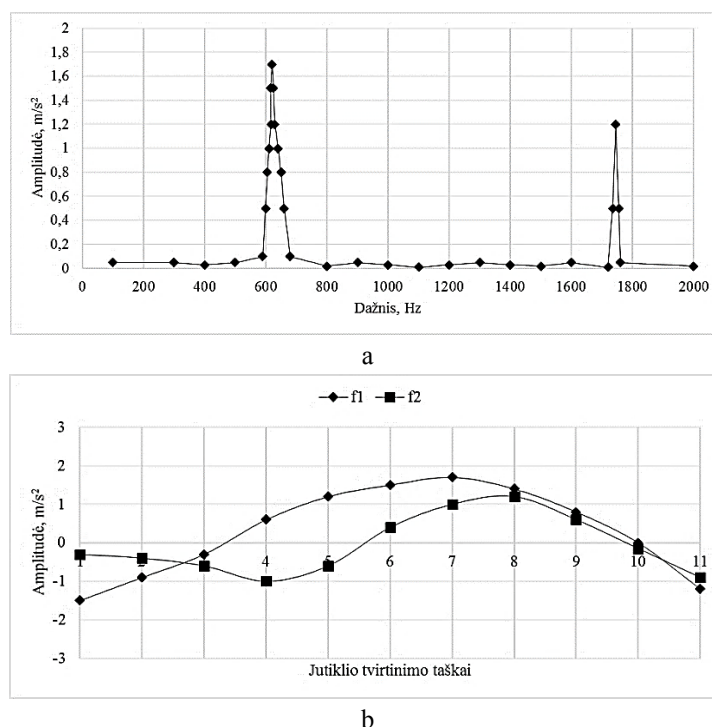 2
1,8
1,6
1,4
1,2
1
0,8
0,6
0,4
0,2
0
Amplitudė, m/s²
0 200 400 600 800 1000 1200 1400 1600 1800 2000
Dažnis, Hz
a
f1 f2
3
2
1
0
-1
-2
-3
Amplitudė, m/s²
1 2 3 4 5 6 7 8 9 10 11
Jutiklio tvirtinimo taškai
b